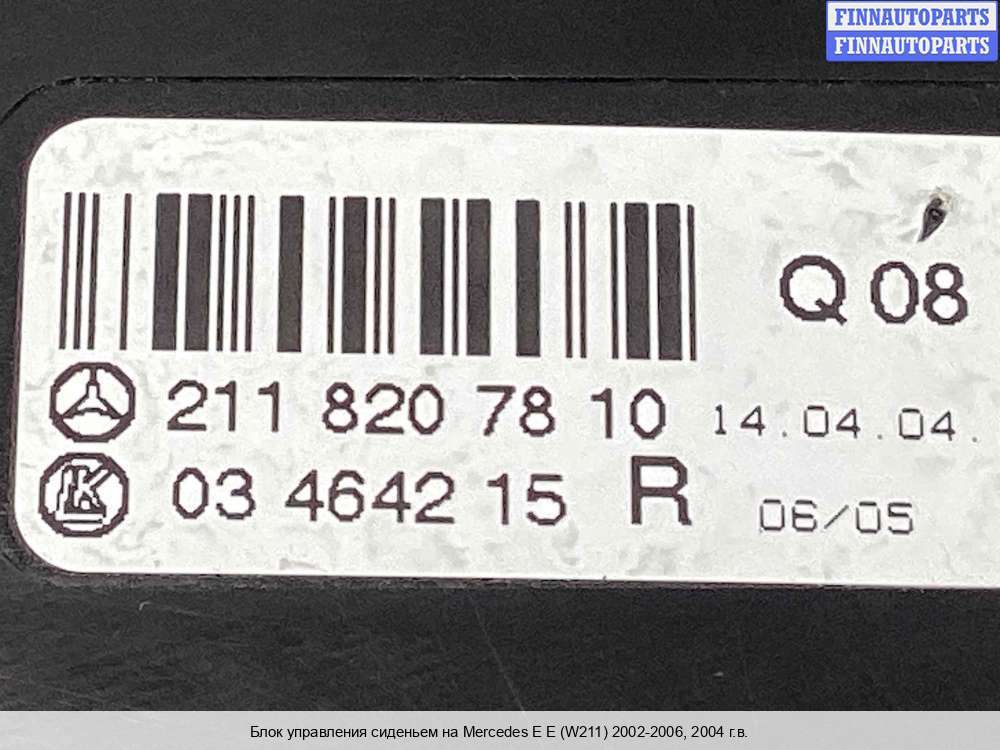 FINNAUTOPARTS
FINNAUTOPARTS
Q 08
211 820 78 10 14.04.04.
LK 03 4642 15 R 06/05
Блок управления сиденьем на Mercedes E E (W211) 2002-2006, 2004 г.в.